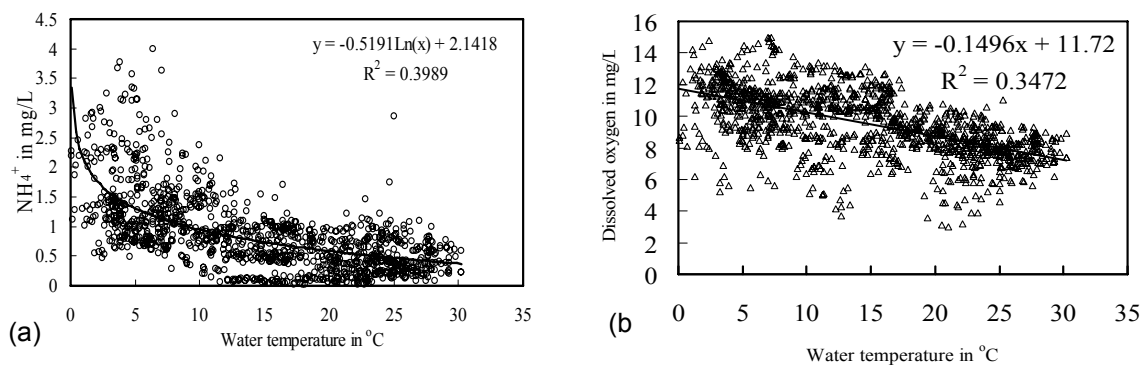 4.5
4
3.5
3
2.5
2
1.5
1
0.5
0
NH₄⁺ in mg/L
y = -0.5191Ln(x) + 2.1418
R² = 0.3989
0 5 10 15 20 25 30 35
Water temperature in °C
(a)
16
14
12
10
8
6
4
2
0
Dissolved oxygen in mg/L
y = -0.1496x + 11.72
R² = 0.3472
0 5 10 15 20 25 30 35
Water temperature in °C
(b